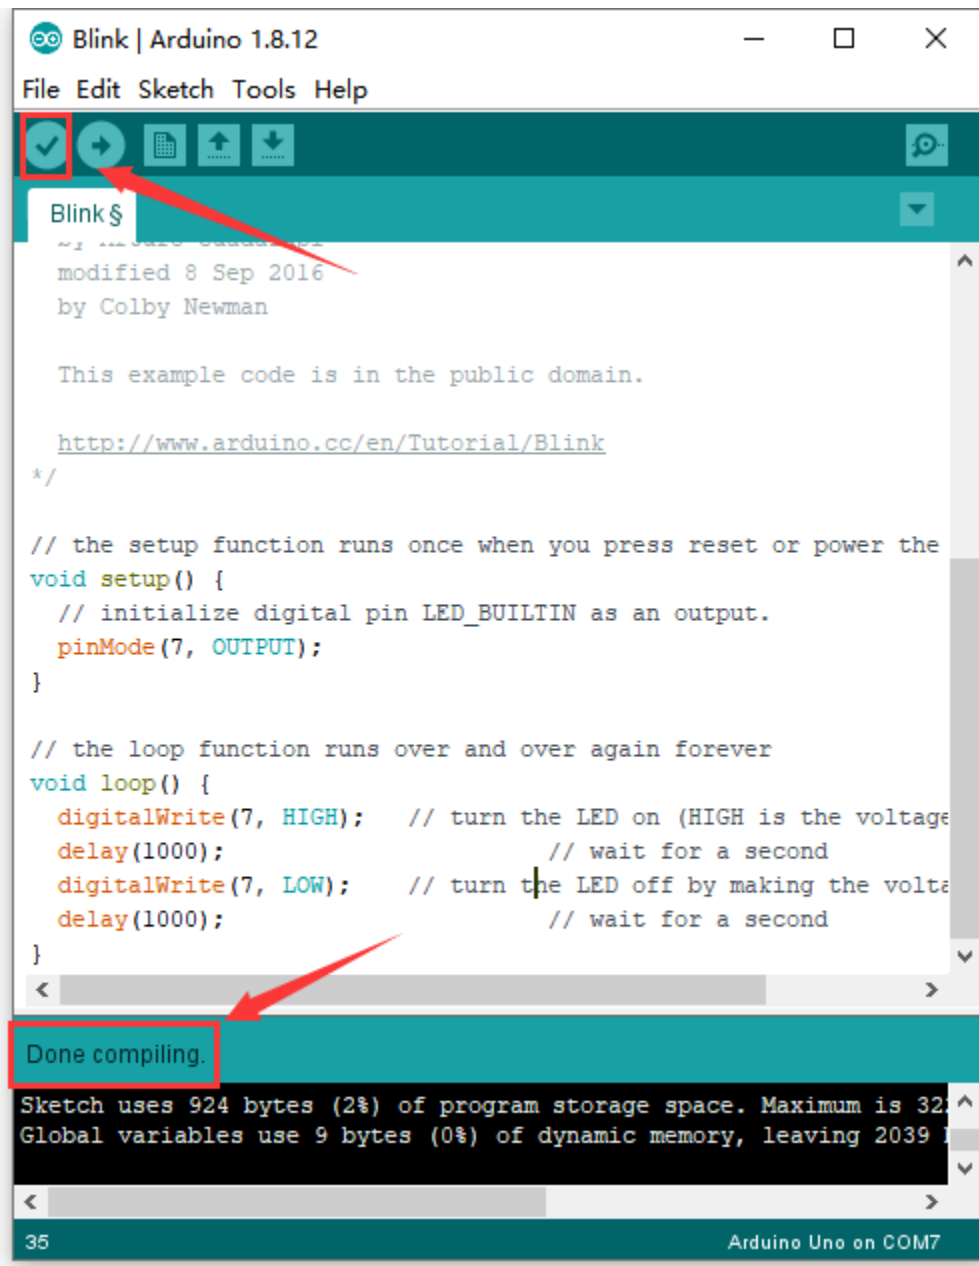 Blink | Arduino 1.8.12
File Edit Sketch Tools Help
Blink §
modified 8 Sep 2016
by Colby Newman
This example code is in the public domain.
http://www.arduino.cc/en/Tutorial/Blink
*/
// the setup function runs once when you press reset or power the
void setup() {
// initialize digital pin LED_BUILTIN as an output.
pinMode(7, OUTPUT);
}
// the loop function runs over and over again forever
void loop() {
digitalWrite(7, HIGH); // turn the LED on (HIGH is the voltage
delay(1000); // wait for a second
digitalWrite(7, LOW); // turn the LED off by making the volta
delay(1000); // wait for a second
}
Done compiling.
Sketch uses 924 bytes (2%) of program storage space. Maximum is 32
Global variables use 9 bytes (0%) of dynamic memory, leaving 2039
35
Arduino Uno on COM7